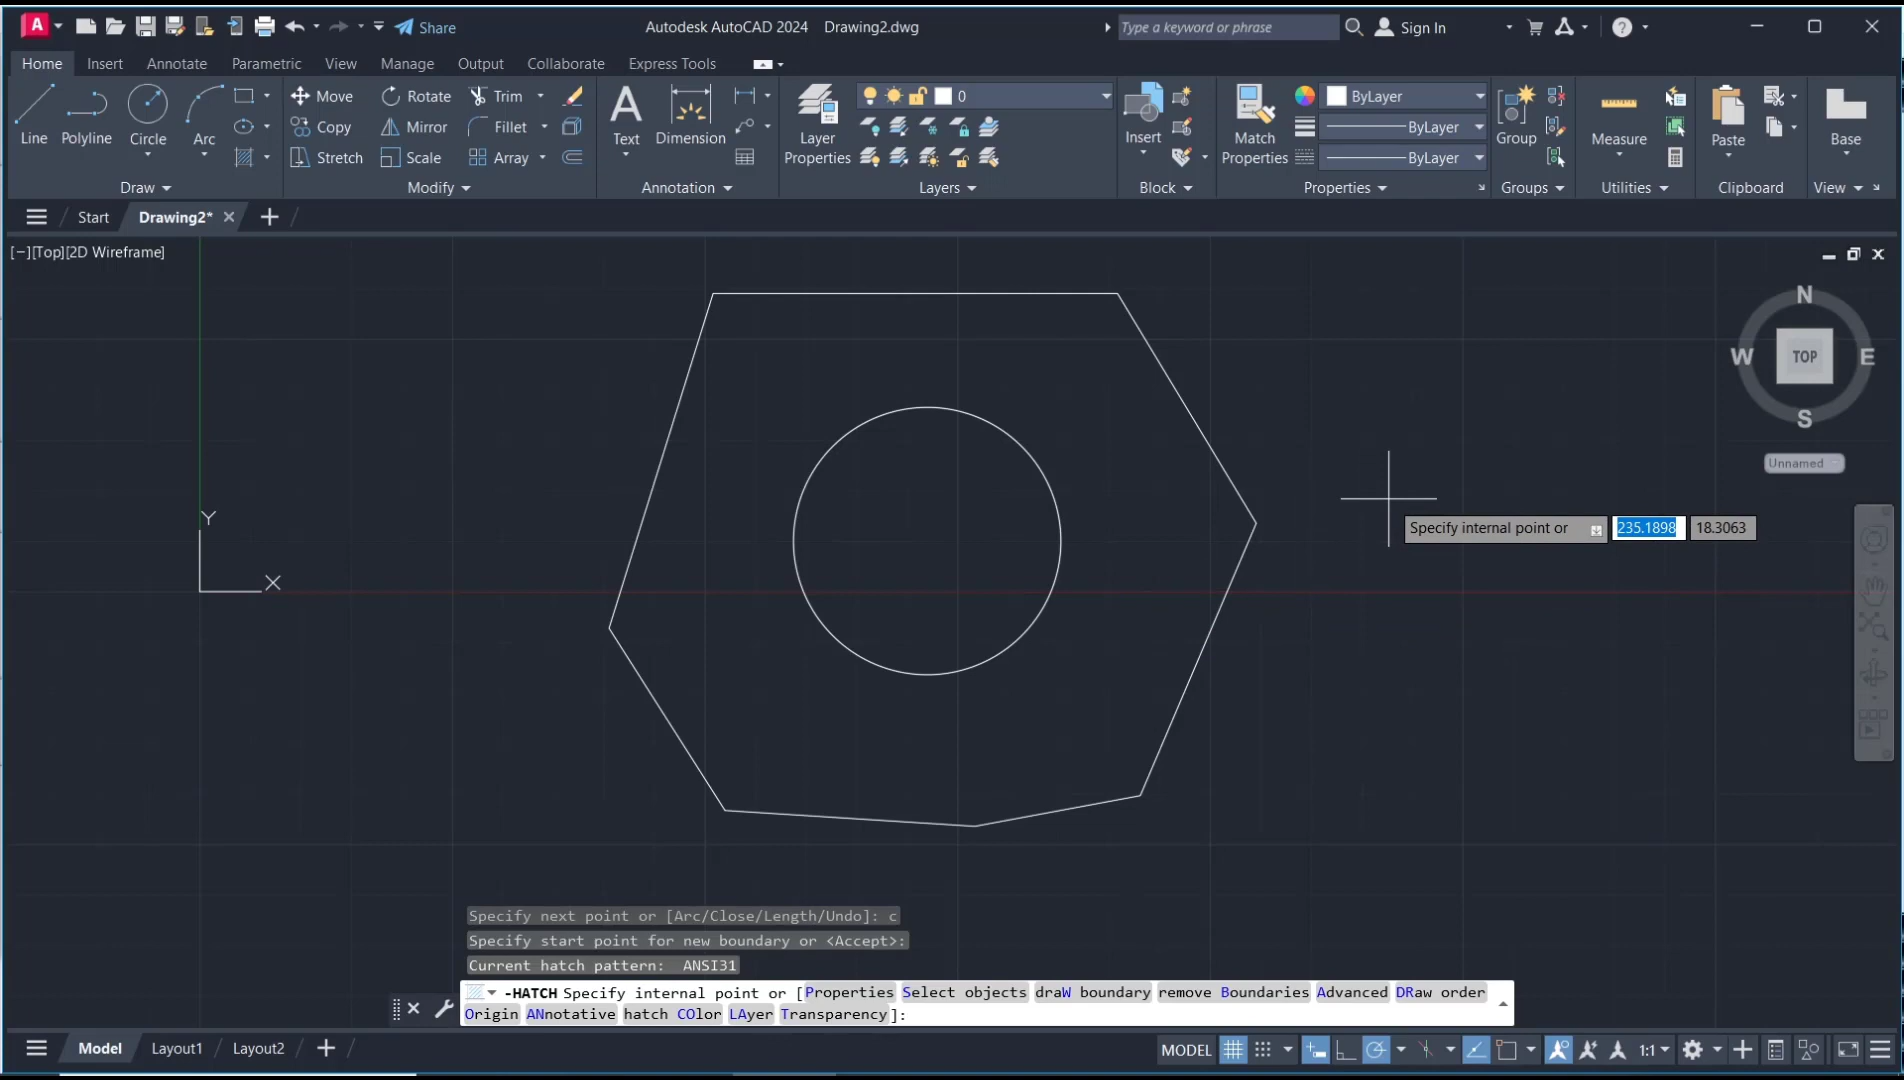 A
Share
Autodesk AutoCAD 2024 Drawing2.dwg
Type a keyword or phrase
Sign In
?
Home Insert Annotate Parametric View Manage Output Collaborate Express Tools
Line
Polyline
Circle
Arc
Draw
Move
Copy
Stretch
Rotate
Mirror
Scale
Trim
Fillet
Array
Modify
A
Text
Dimension
Annotation
Layer
Properties
0
Layers
Insert
Block
Match
Properties
ByLayer
ByLayer
ByLayer
Properties
Group
Groups
Measure
Utilities
Paste
Clipboard
Base
View
Start Drawing2*
[−][Top][2D Wireframe]
N
W TOP E
S
Unnamed
Y
X
Specify internal point or 235.1898 18.3063
Specify next point or [Arc/Close/Length/Undo]: c
Specify start point for new boundary or <Accept>:
Current hatch pattern:  ANSI31
-HATCH Specify internal point or [Properties Select objects draW boundary remove Boundaries Advanced DRaw order
Origin ANnotative hatch COlor LAyer Transparency]:
Model Layout1 Layout2
MODEL 1:1